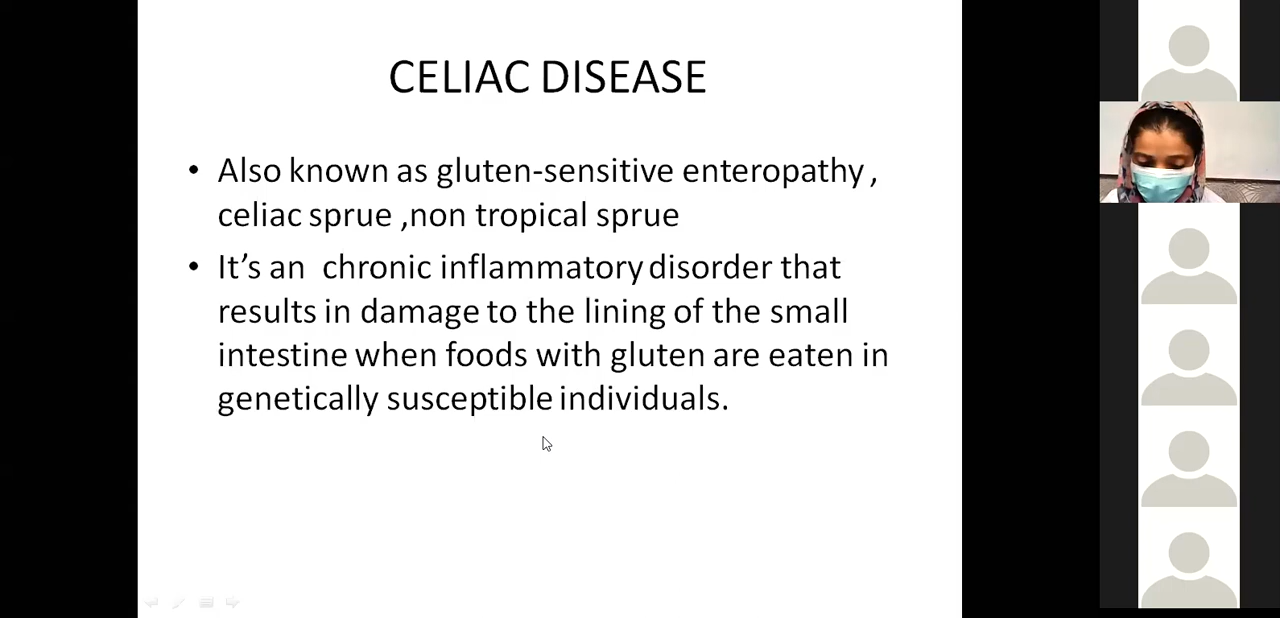 CELIAC DISEASE
• Also known as gluten-sensitive enteropathy ,
celiac sprue ,non tropical sprue
• It’s an  chronic inflammatory disorder that
results in damage to the lining of the small
intestine when foods with gluten are eaten in
genetically susceptible individuals.